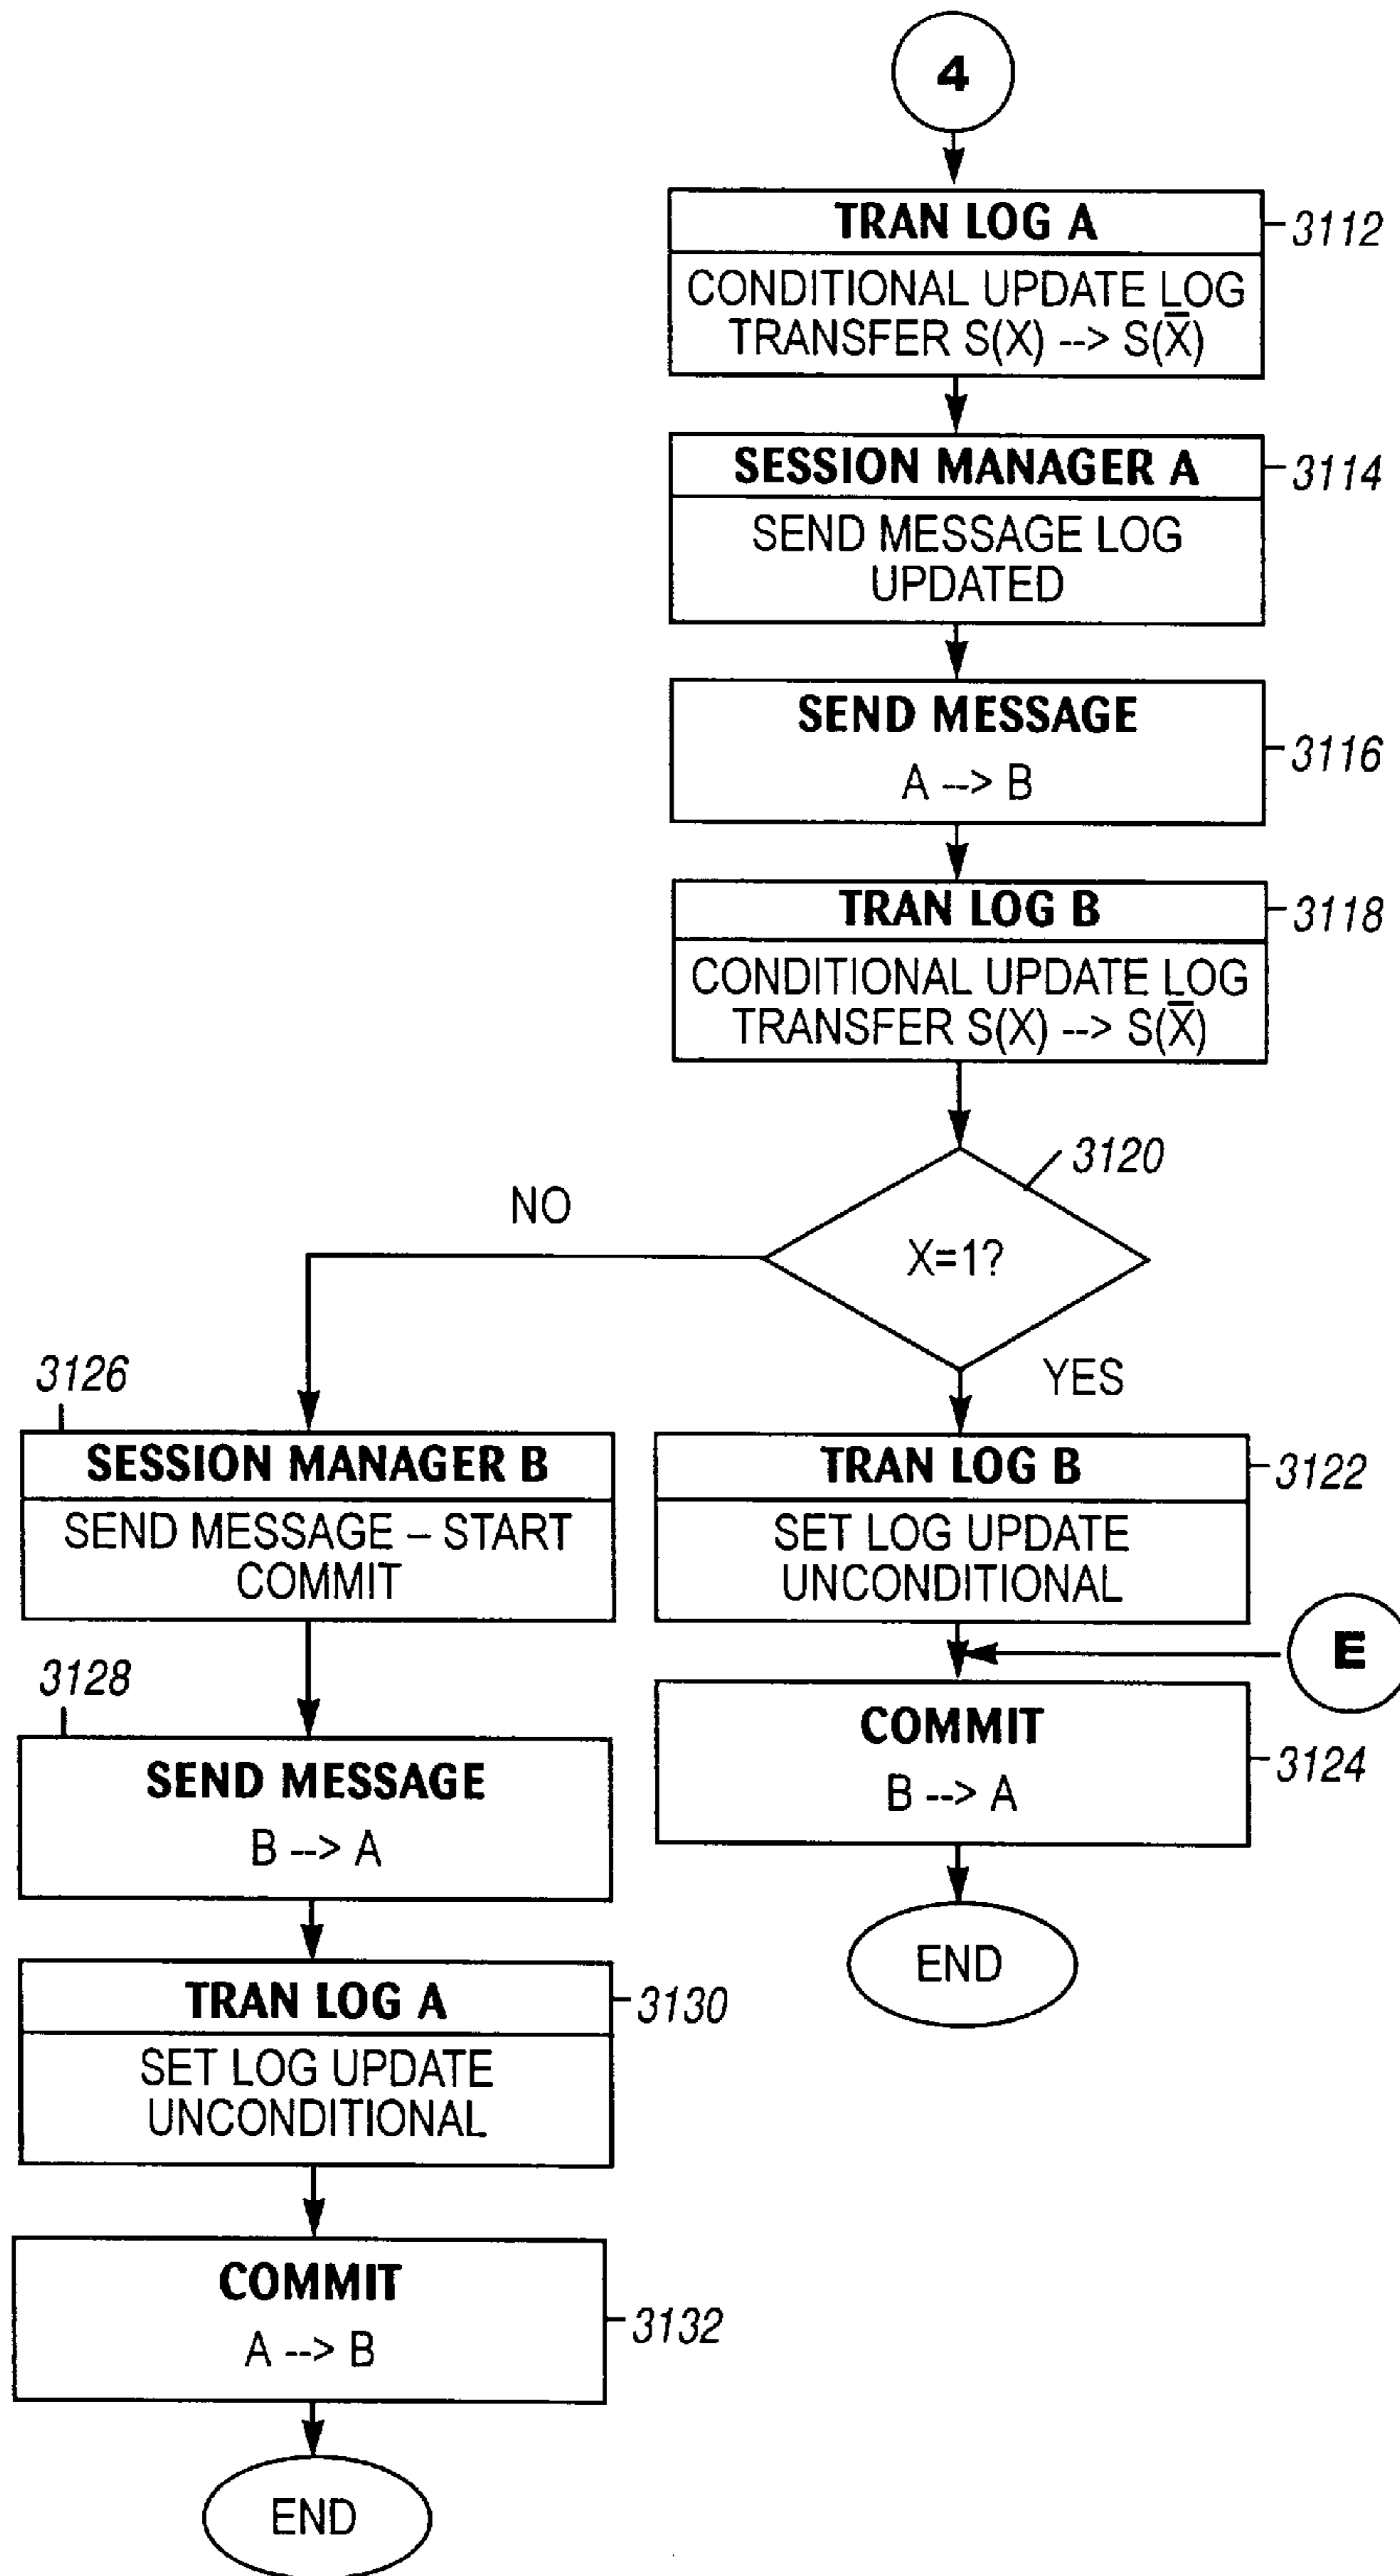 4
TRAN LOG A
3112
CONDITIONAL UPDATE LOG
TRANSFER S(X) --> S(X̅)
SESSION MANAGER A
3114
SEND MESSAGE LOG
UPDATED
SEND MESSAGE
3116
A --> B
TRAN LOG B
3118
CONDITIONAL UPDATE LOG
TRANSFER S(X) --> S(X̅)
3120
NO
X=1?
YES
3126
SESSION MANAGER B
SEND MESSAGE – START
COMMIT
TRAN LOG B
3122
SET LOG UPDATE
UNCONDITIONAL
E
3128
SEND MESSAGE
B --> A
COMMIT
3124
B --> A
END
TRAN LOG A
3130
SET LOG UPDATE
UNCONDITIONAL
COMMIT
3132
A --> B
END